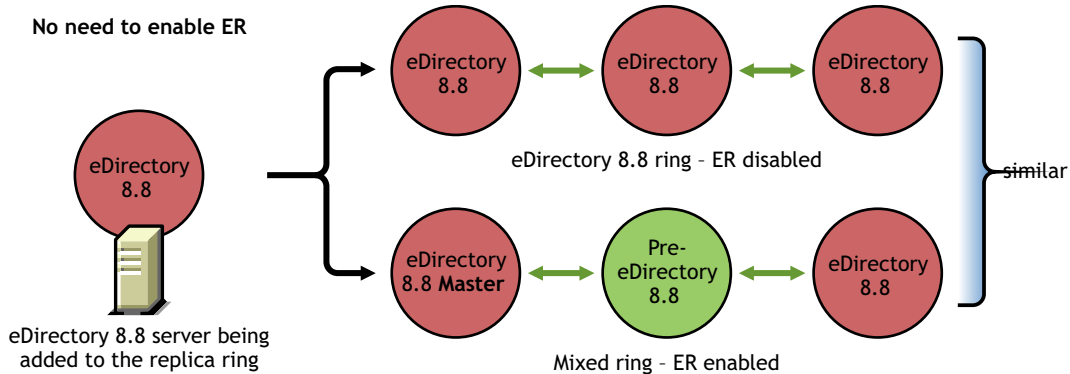 No need to enable ER
eDirectory
8.8
eDirectory 8.8 server being
added to the replica ring
eDirectory
8.8
eDirectory
8.8
eDirectory
8.8
eDirectory 8.8 ring - ER disabled
eDirectory
8.8 Master
Pre-
eDirectory
8.8
eDirectory
8.8
Mixed ring - ER enabled
similar